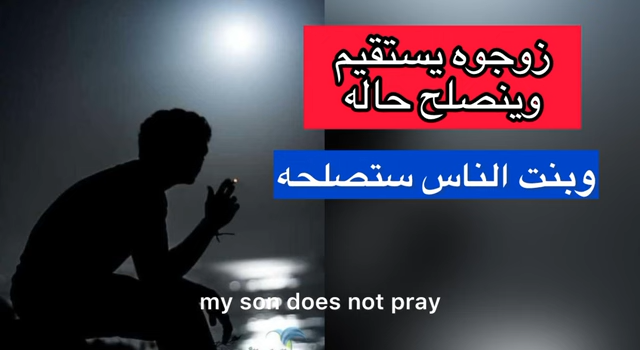 زوجوه يستقيم
وينصلح حاله
وبنت الناس ستصلحه
my son does not pray